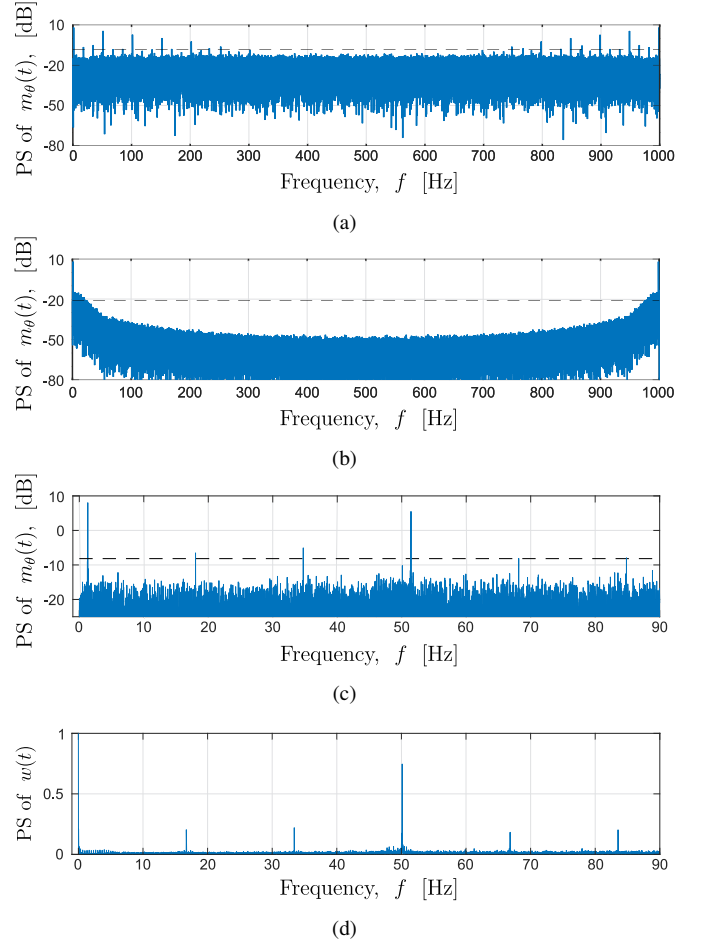 PS of m_θ(t), [dB]
10
-20
-50
-80
0 100 200 300 400 500 600 700 800 900 1000
Frequency, f [Hz]
(a)
PS of m_θ(t), [dB]
10
-20
-50
-80
0 100 200 300 400 500 600 700 800 900 1000
Frequency, f [Hz]
(b)
PS of m_θ(t), [dB]
10
0
-10
-20
0 10 20 30 40 50 60 70 80 90
Frequency, f [Hz]
(c)
PS of w(t)
1
0.5
0
0 10 20 30 40 50 60 70 80 90
Frequency, f [Hz]
(d)